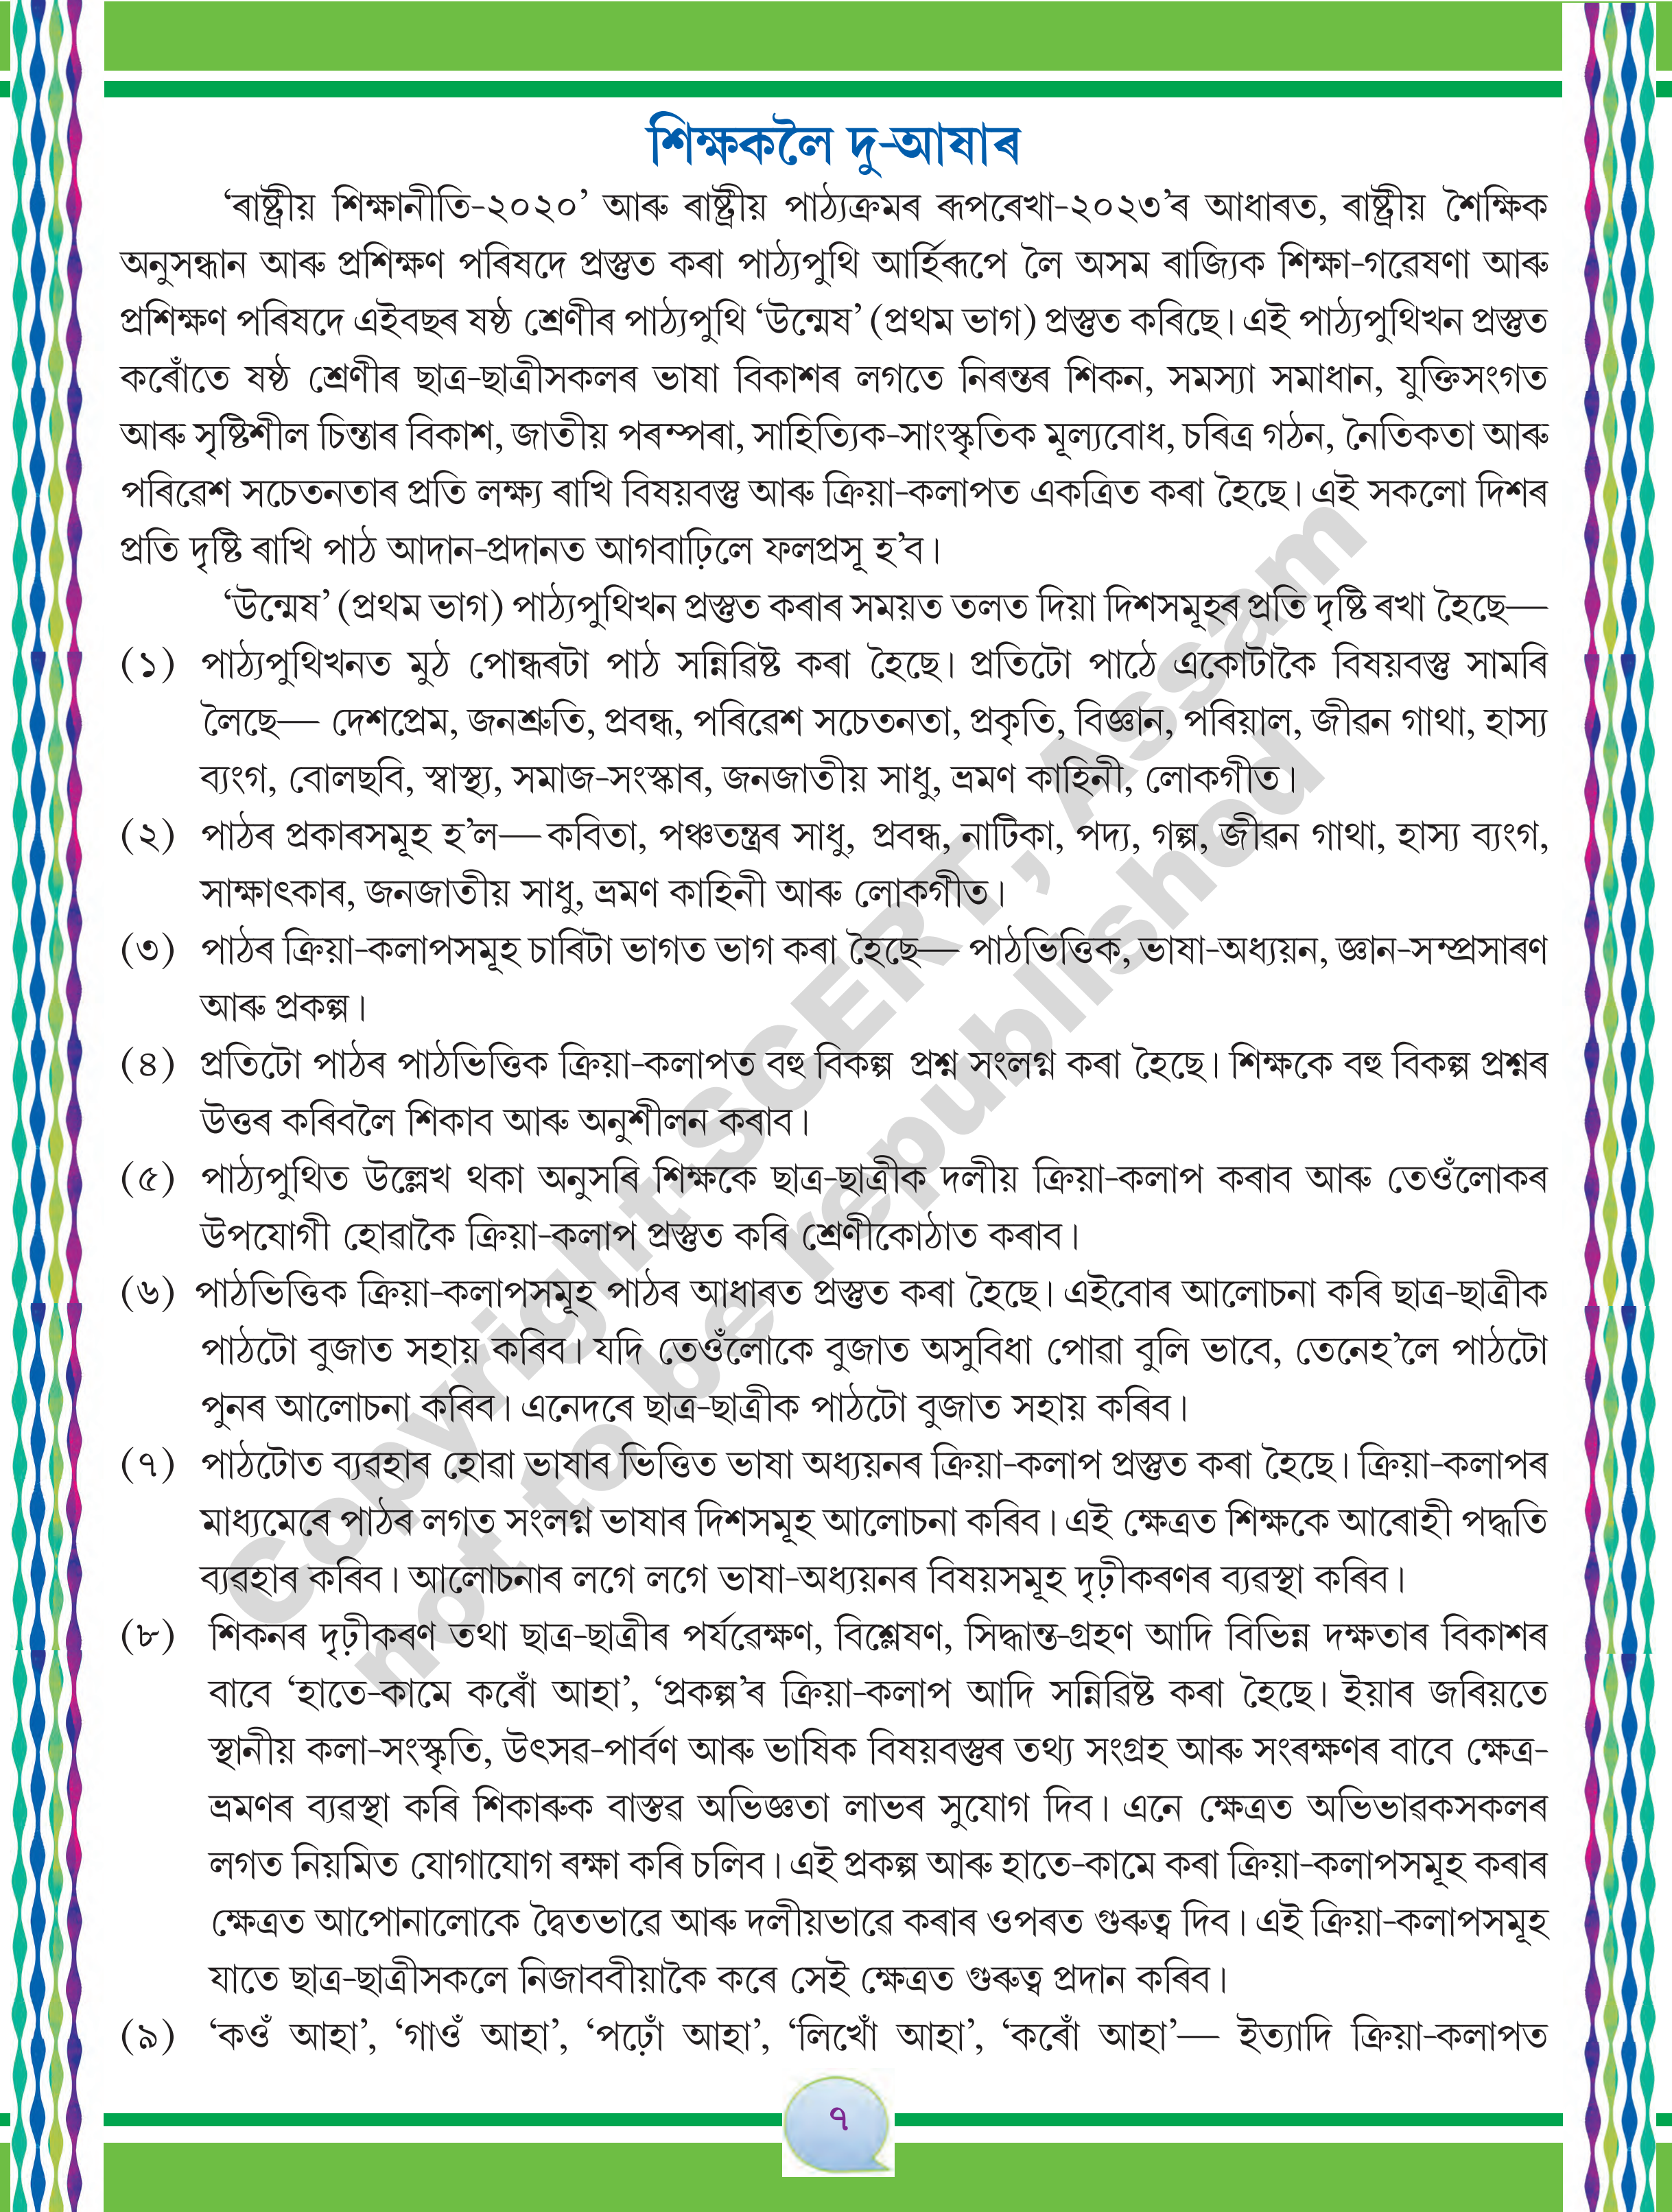 শিক্ষকলৈ দু-আষাৰ
‘ৰাষ্ট্ৰীয় শিক্ষানীতি-২০২০’ আৰু ৰাষ্ট্ৰীয় পাঠ্যক্ৰমৰ ৰূপৰেখা-২০২৩’ৰ আধাৰত, ৰাষ্ট্ৰীয় শৈক্ষিক
অনুসন্ধান আৰু প্ৰশিক্ষণ পৰিষদে প্ৰস্তুত কৰা পাঠ্যপুথি আৰ্হিৰূপে লৈ অসম ৰাজ্যিক শিক্ষা-গৱেষণা আৰু
প্ৰশিক্ষণ পৰিষদে এইবছৰ ষষ্ঠ শ্ৰেণীৰ পাঠ্যপুথি ‘উন্মেষ’ (প্ৰথম ভাগ) প্ৰস্তুত কৰিছে। এই পাঠ্যপুথিখন প্ৰস্তুত
কৰোঁতে ষষ্ঠ শ্ৰেণীৰ ছাত্ৰ-ছাত্ৰীসকলৰ ভাষা বিকাশৰ লগতে নিৰন্তৰ শিকন, সমস্যা সমাধান, যুক্তিসংগত
আৰু সৃষ্টিশীল চিন্তাৰ বিকাশ, জাতীয় পৰম্পৰা, সাহিত্যিক-সাংস্কৃতিক মূল্যবোধ, চৰিত্ৰ গঠন, নৈতিকতা আৰু
পৰিৱেশ সচেতনতাৰ প্ৰতি লক্ষ্য ৰাখি বিষয়বস্তু আৰু ক্ৰিয়া-কলাপত একত্ৰিত কৰা হৈছে। এই সকলো দিশৰ
প্ৰতি দৃষ্টি ৰাখি পাঠ আদান-প্ৰদানত আগবাঢ়িলে ফলপ্ৰসূ হ’ব।
‘উন্মেষ’ (প্ৰথম ভাগ) পাঠ্যপুথিখন প্ৰস্তুত কৰাৰ সময়ত তলত দিয়া দিশসমূহৰ প্ৰতি দৃষ্টি ৰখা হৈছে—
(১) পাঠ্যপুথিখনত মুঠ পোন্ধৰটা পাঠ সন্নিৱিষ্ট কৰা হৈছে। প্ৰতিটো পাঠে একোটাকৈ বিষয়বস্তু সামৰি
লৈছে— দেশপ্ৰেম, জনশ্ৰুতি, প্ৰবন্ধ, পৰিৱেশ সচেতনতা, প্ৰকৃতি, বিজ্ঞান, পৰিয়াল, জীৱন গাথা, হাস্য
ব্যংগ, বোলছবি, স্বাস্থ্য, সমাজ-সংস্কাৰ, জনজাতীয় সাধু, ভ্ৰমণ কাহিনী, লোকগীত।
(২) পাঠৰ প্ৰকাৰসমূহ হ’ল— কবিতা, পঞ্চতন্ত্ৰৰ সাধু, প্ৰবন্ধ, নাটিকা, পদ্য, গল্প, জীৱন গাথা, হাস্য ব্যংগ,
সাক্ষাৎকাৰ, জনজাতীয় সাধু, ভ্ৰমণ কাহিনী আৰু লোকগীত।
(৩) পাঠৰ ক্ৰিয়া-কলাপসমূহ চাৰিটা ভাগত ভাগ কৰা হৈছে— পাঠভিত্তিক, ভাষা-অধ্যয়ন, জ্ঞান-সম্প্ৰসাৰণ
আৰু প্ৰকল্প।
(৪) প্ৰতিটো পাঠৰ পাঠভিত্তিক ক্ৰিয়া-কলাপত বহু বিকল্প প্ৰশ্ন সংলগ্ন কৰা হৈছে। শিক্ষকে বহু বিকল্প প্ৰশ্নৰ
উত্তৰ কৰিবলৈ শিকাব আৰু অনুশীলন কৰাব।
(৫) পাঠ্যপুথিত উল্লেখ থকা অনুসৰি শিক্ষকে ছাত্ৰ-ছাত্ৰীক দলীয় ক্ৰিয়া-কলাপ কৰাব আৰু তেওঁলোকৰ
উপযোগী হোৱাকৈ ক্ৰিয়া-কলাপ প্ৰস্তুত কৰি শ্ৰেণীকোঠাত কৰাব।
(৬) পাঠভিত্তিক ক্ৰিয়া-কলাপসমূহ পাঠৰ আধাৰত প্ৰস্তুত কৰা হৈছে। এইবোৰ আলোচনা কৰি ছাত্ৰ-ছাত্ৰীক
পাঠটো বুজাত সহায় কৰিব। যদি তেওঁলোকে বুজাত অসুবিধা পোৱা বুলি ভাবে, তেনেহ’লে পাঠটো
পুনৰ আলোচনা কৰিব। এনেদৰে ছাত্ৰ-ছাত্ৰীক পাঠটো বুজাত সহায় কৰিব।
(৭) পাঠটোত ব্যৱহাৰ হোৱা ভাষাৰ ভিত্তিত ভাষা অধ্যয়নৰ ক্ৰিয়া-কলাপ প্ৰস্তুত কৰা হৈছে। ক্ৰিয়া-কলাপৰ
মাধ্যমেৰে পাঠৰ লগত সংলগ্ন ভাষাৰ দিশসমূহ আলোচনা কৰিব। এই ক্ষেত্ৰত শিক্ষকে আৰোহী পদ্ধতি
ব্যৱহাৰ কৰিব। আলোচনাৰ লগে লগে ভাষা-অধ্যয়নৰ বিষয়সমূহ দৃঢ়ীকৰণৰ ব্যৱস্থা কৰিব।
(৮) শিকনৰ দৃঢ়ীকৰণ তথা ছাত্ৰ-ছাত্ৰীৰ পৰ্যৱেক্ষণ, বিশ্লেষণ, সিদ্ধান্ত-গ্ৰহণ আদি বিভিন্ন দক্ষতাৰ বিকাশৰ
বাবে ‘হাতে-কামে কৰোঁ আহা’, ‘প্ৰকল্প’ৰ ক্ৰিয়া-কলাপ আদি সন্নিৱিষ্ট কৰা হৈছে। ইয়াৰ জৰিয়তে
স্থানীয় কলা-সংস্কৃতি, উৎসৱ-পাৰ্বণ আৰু ভাষিক বিষয়বস্তুৰ তথ্য সংগ্ৰহ আৰু সংৰক্ষণৰ বাবে ক্ষেত্ৰ-
ভ্ৰমণৰ ব্যৱস্থা কৰি শিকাৰুক বাস্তৱ অভিজ্ঞতা লাভৰ সুযোগ দিব। এনে ক্ষেত্ৰত অভিভাৱকসকলৰ
লগত নিয়মিত যোগাযোগ ৰক্ষা কৰি চলিব। এই প্ৰকল্প আৰু হাতে-কামে কৰা ক্ৰিয়া-কলাপসমূহ কৰাৰ
ক্ষেত্ৰত আপোনালোকে দ্বৈতভাৱে আৰু দলীয়ভাৱে কৰাৰ ওপৰত গুৰুত্ব দিব। এই ক্ৰিয়া-কলাপসমূহ
যাতে ছাত্ৰ-ছাত্ৰীসকলে নিজাববীয়াকৈ কৰে সেই ক্ষেত্ৰত গুৰুত্ব প্ৰদান কৰিব।
(৯) ‘কওঁ আহা’, ‘গাওঁ আহা’, ‘পঢ়োঁ আহা’, ‘লিখোঁ আহা’, ‘কৰোঁ আহা’— ইত্যাদি ক্ৰিয়া-কলাপত
৭
Copyright-SCERT, Assam
not to be republished